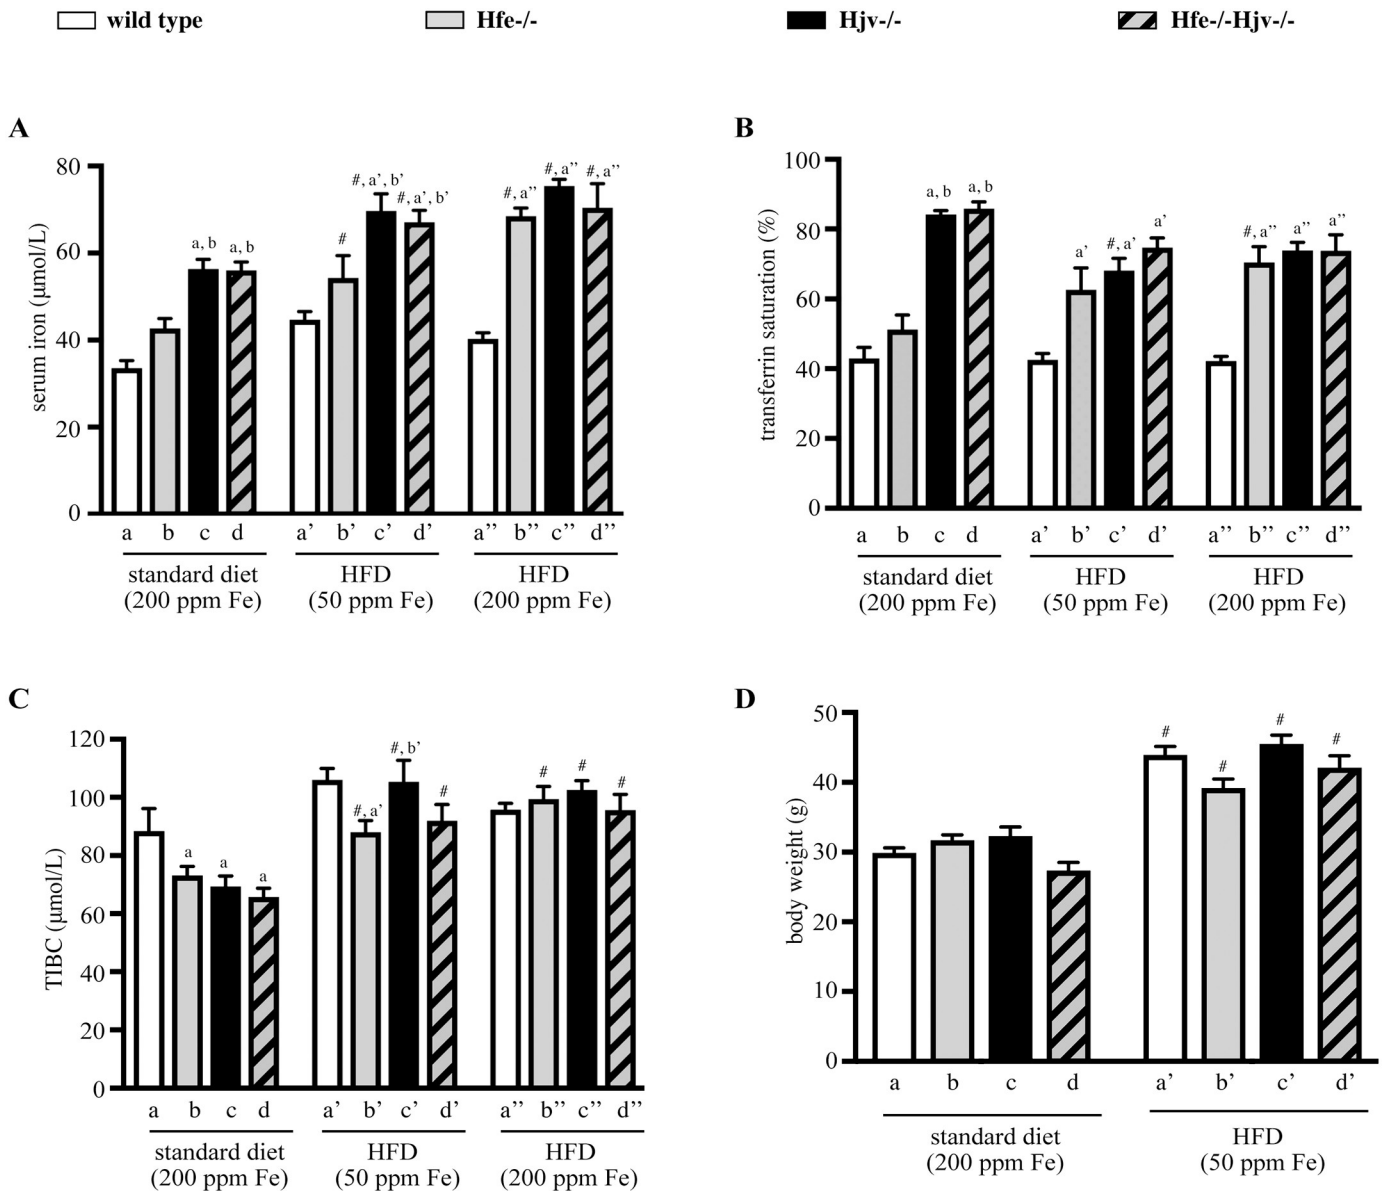 wild type Hfe-/- Hjv-/- Hfe-/-Hjv-/-
A
serum iron (µmol/L)
80
60
40
20
0
a, b a, b
# #, a’, b’ #, a’, b’
#, a’’ #, a’’ #, a’’
a b c d a’ b’ c’ d’ a’’ b’’ c’’ d’’
standard diet HFD HFD
(200 ppm Fe) (50 ppm Fe) (200 ppm Fe)
B
transferrin saturation (%)
100
80
60
40
20
0
a, b a, b
a’ #, a’ a’
#, a’’ a’’ a’’
a b c d a’ b’ c’ d’ a’’ b’’ c’’ d’’
standard diet HFD HFD
(200 ppm Fe) (50 ppm Fe) (200 ppm Fe)
C
TIBC (µmol/L)
120
100
80
60
40
20
0
a a a
#, a’ #, b’ #
# # #
a b c d a’ b’ c’ d’ a’’ b’’ c’’ d’’
standard diet HFD HFD
(200 ppm Fe) (50 ppm Fe) (200 ppm Fe)
D
body weight (g)
50
40
30
20
10
0
# # # #
a b c d a’ b’ c’ d’
standard diet HFD
(200 ppm Fe) (50 ppm Fe)